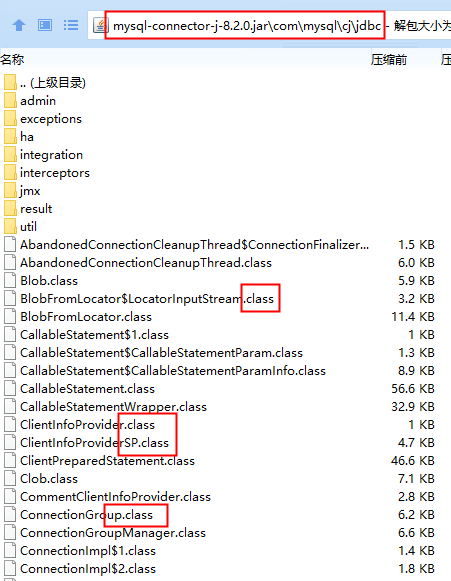 mysql-connector-j-8.2.0.jar\com\mysql\cj\jdbc - 解包大小为
名称 压缩前 压
.. (上级目录)
admin
exceptions
ha
integration
interceptors
jmx
result
util
AbandonedConnectionCleanupThread$ConnectionFinalizer... 1.5 KB
AbandonedConnectionCleanupThread.class 6.0 KB
Blob.class 5.9 KB
BlobFromLocator$LocatorInputStream.class 3.2 KB
BlobFromLocator.class 11.4 KB
CallableStatement$1.class 1 KB
CallableStatement$CallableStatementParam.class 1.3 KB
CallableStatement$CallableStatementParamInfo.class 8.9 KB
CallableStatement.class 56.6 KB
CallableStatementWrapper.class 32.9 KB
ClientInfoProvider.class 1 KB
ClientInfoProviderSP.class 4.7 KB
ClientPreparedStatement.class 46.6 KB
Clob.class 7.1 KB
CommentClientInfoProvider.class 2.8 KB
ConnectionGroup.class 6.2 KB
ConnectionGroupManager.class 6.6 KB
ConnectionImpl$1.class 1.4 KB
ConnectionImpl$2.class 1.8 KB